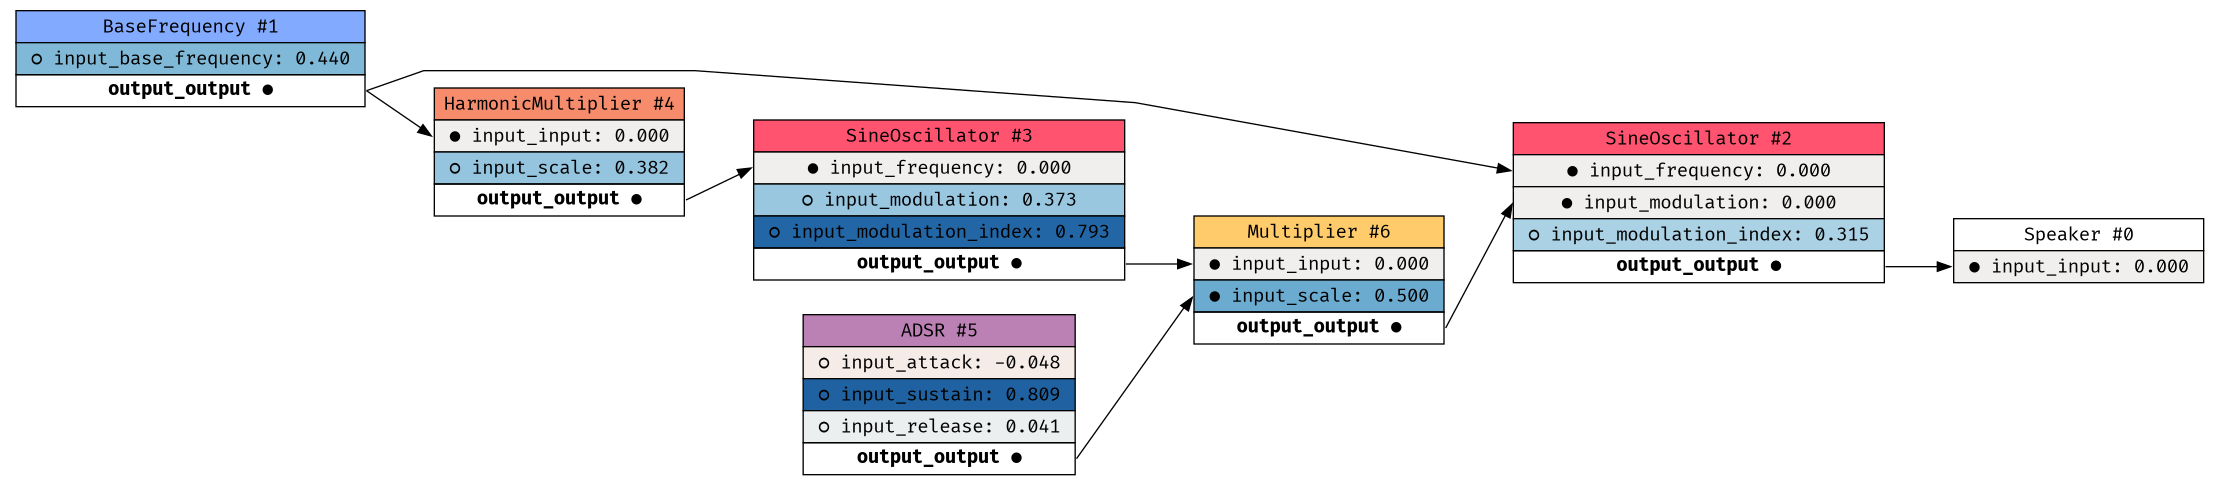 BaseFrequency #1
○ input_base_frequency: 0.440
output_output ●
HarmonicMultiplier #4
● input_input: 0.000
○ input_scale: 0.382
output_output ●
SineOscillator #3
● input_frequency: 0.000
○ input_modulation: 0.373
○ input_modulation_index: 0.793
output_output ●
ADSR #5
○ input_attack: -0.048
○ input_sustain: 0.809
○ input_release: 0.041
output_output ●
Multiplier #6
● input_input: 0.000
● input_scale: 0.500
output_output ●
SineOscillator #2
● input_frequency: 0.000
● input_modulation: 0.000
○ input_modulation_index: 0.315
output_output ●
Speaker #0
● input_input: 0.000